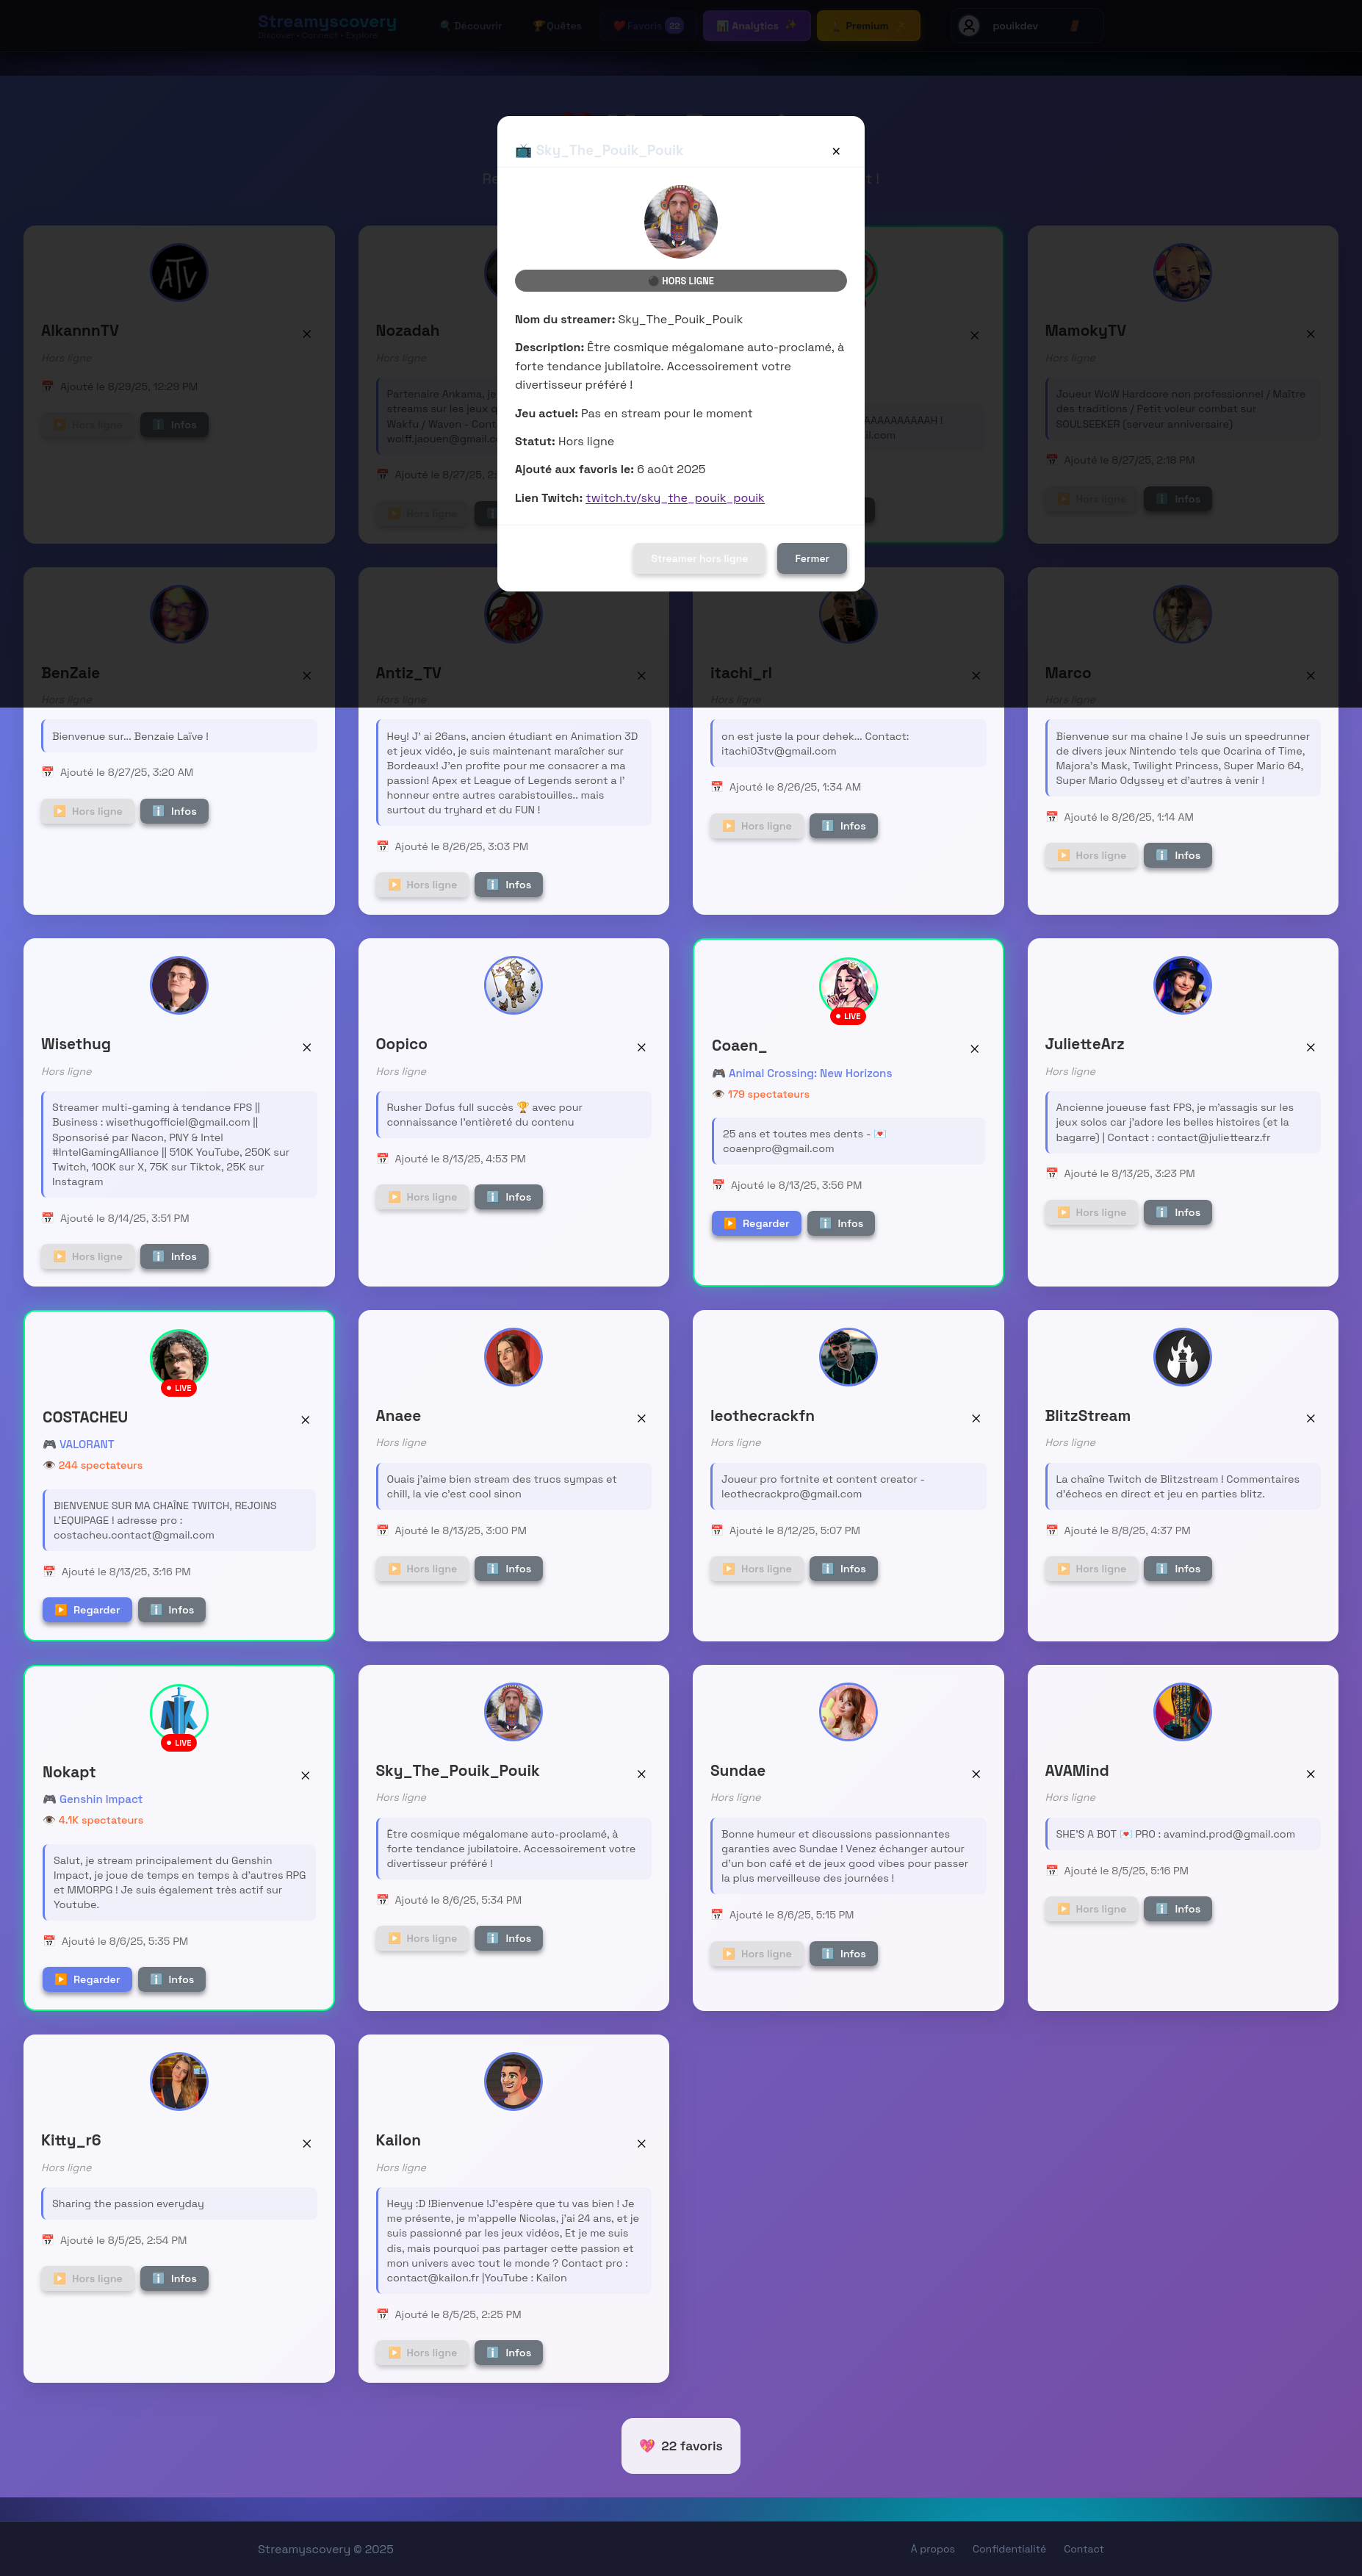 Streamyscovery
Discover • Connect • Explore
🔍 Découvrir
🏆 Quêtes
❤️ Favoris 22
📊 Analytics ✨
Premium
pouikdev
📺 Sky_The_Pouik_Pouik
×
⚫ HORS LIGNE
Nom du streamer: Sky_The_Pouik_Pouik
Description: Être cosmique mégalomane auto-proclamé, à
forte tendance jubilatoire. Accessoirement votre
divertisseur préféré !
Jeu actuel: Pas en stream pour le moment
Statut: Hors ligne
Ajouté aux favoris le: 6 août 2025
Lien Twitch: twitch.tv/sky_the_pouik_pouik
Streamer hors ligne
Fermer
AlkannnTV
×
Hors ligne
📅 Ajouté le 8/29/25, 12:29 PM
▶️ Hors ligne
ℹ️ Infos
Nozadah
Hors ligne
Partenaire Ankama, je
streams sur les jeux
Wakfu / Waven -
📅 Ajouté le 8/27/25,
▶️ Hors ligne
×
MamokyTV
×
Hors ligne
Joueur WoW Hardcore non professionnel / Maître
des traditions / Petit voleur combat sur
SOULSEEKER (serveur anniversaire)
📅 Ajouté le 8/27/25, 2:18 PM
▶️ Hors ligne
ℹ️ Infos
BenZaie
×
Hors ligne
Bienvenue sur... Benzaie Laïve !
📅 Ajouté le 8/27/25, 3:20 AM
▶️ Hors ligne
ℹ️ Infos
Antiz_TV
×
Hors ligne
Hey! J' ai 26ans, ancien étudiant en Animation 3D
et jeux vidéo, je suis maintenant maraîcher sur
Bordeaux! J'en profite pour me consacrer a ma
passion! Apex et League of Legends seront a l'
honneur entre autres carabistouilles.. mais
surtout du tryhard et du FUN !
📅 Ajouté le 8/26/25, 3:03 PM
▶️ Hors ligne
ℹ️ Infos
itachi_rl
×
Hors ligne
on est juste la pour dehek... Contact:
itachi03tv@gmail.com
📅 Ajouté le 8/26/25, 1:34 AM
▶️ Hors ligne
ℹ️ Infos
Marco
×
Hors ligne
Bienvenue sur ma chaine ! Je suis un speedrunner
de divers jeux Nintendo tels que Ocarina of Time,
Majora's Mask, Twilight Princess, Super Mario 64,
Super Mario Odyssey et d'autres à venir !
📅 Ajouté le 8/26/25, 1:14 AM
▶️ Hors ligne
ℹ️ Infos
Wisethug
×
Hors ligne
Streamer multi-gaming à tendance FPS ||
Business : wisethugofficiel@gmail.com ||
Sponsorisé par Nacon, PNY & Intel
#IntelGamingAlliance || 510K YouTube, 250K sur
Twitch, 100K sur X, 75K sur Tiktok, 25K sur
Instagram
📅 Ajouté le 8/14/25, 3:51 PM
▶️ Hors ligne
ℹ️ Infos
Oopico
×
Hors ligne
Rusher Dofus full succès 🏆 avec pour
connaissance l'entièreté du contenu
📅 Ajouté le 8/13/25, 4:53 PM
▶️ Hors ligne
ℹ️ Infos
LIVE
Coaen_
×
🎮 Animal Crossing: New Horizons
👁️ 179 spectateurs
25 ans et toutes mes dents - 💌
coaenpro@gmail.com
📅 Ajouté le 8/13/25, 3:56 PM
▶️ Regarder
ℹ️ Infos
JulietteArz
×
Hors ligne
Ancienne joueuse fast FPS, je m'assagis sur les
jeux solos car j'adore les belles histoires (et la
bagarre) | Contact : contact@juliettearz.fr
📅 Ajouté le 8/13/25, 3:23 PM
▶️ Hors ligne
ℹ️ Infos
LIVE
COSTACHEU
×
🎮 VALORANT
👁️ 244 spectateurs
BIENVENUE SUR MA CHAÎNE TWITCH, REJOINS
L'EQUIPAGE ! adresse pro :
costacheu.contact@gmail.com
📅 Ajouté le 8/13/25, 3:16 PM
▶️ Regarder
ℹ️ Infos
Anaee
×
Hors ligne
Ouais j'aime bien stream des trucs sympas et
chill, la vie c'est cool sinon
📅 Ajouté le 8/13/25, 3:00 PM
▶️ Hors ligne
ℹ️ Infos
leothecrackfn
×
Hors ligne
Joueur pro fortnite et content creator -
leothecrackpro@gmail.com
📅 Ajouté le 8/12/25, 5:07 PM
▶️ Hors ligne
ℹ️ Infos
BlitzStream
×
Hors ligne
La chaîne Twitch de Blitzstream ! Commentaires
d'échecs en direct et jeu en parties blitz.
📅 Ajouté le 8/8/25, 4:37 PM
▶️ Hors ligne
ℹ️ Infos
LIVE
Nokapt
×
🎮 Genshin Impact
👁️ 4.1K spectateurs
Salut, je stream principalement du Genshin
Impact, je joue de temps en temps à d'autres RPG
et MMORPG ! Je suis également très actif sur
Youtube.
📅 Ajouté le 8/6/25, 5:35 PM
▶️ Regarder
ℹ️ Infos
Sky_The_Pouik_Pouik
×
Hors ligne
Être cosmique mégalomane auto-proclamé, à
forte tendance jubilatoire. Accessoirement votre
divertisseur préféré !
📅 Ajouté le 8/6/25, 5:34 PM
▶️ Hors ligne
ℹ️ Infos
Sundae
×
Hors ligne
Bonne humeur et discussions passionnantes
garanties avec Sundae ! Venez échanger autour
d'un bon café et de jeux good vibes pour passer
la plus merveilleuse des journées !
📅 Ajouté le 8/6/25, 5:15 PM
▶️ Hors ligne
ℹ️ Infos
AVAMind
×
Hors ligne
SHE'S A BOT 💌 PRO : avamind.prod@gmail.com
📅 Ajouté le 8/5/25, 5:16 PM
▶️ Hors ligne
ℹ️ Infos
Kitty_r6
×
Hors ligne
Sharing the passion everyday
📅 Ajouté le 8/5/25, 2:54 PM
▶️ Hors ligne
ℹ️ Infos
Kailon
×
Hors ligne
Heyy :D !Bienvenue !J'espère que tu vas bien ! Je
me présente, je m'appelle Nicolas, j'ai 24 ans, et je
suis passionné par les jeux vidéos, Et je me suis
dis, mais pourquoi pas partager cette passion et
mon univers avec tout le monde ? Contact pro :
contact@kailon.fr |YouTube : Kailon
📅 Ajouté le 8/5/25, 2:25 PM
▶️ Hors ligne
ℹ️ Infos
💖 22 favoris
Streamyscovery © 2025
À propos
Confidentialité
Contact